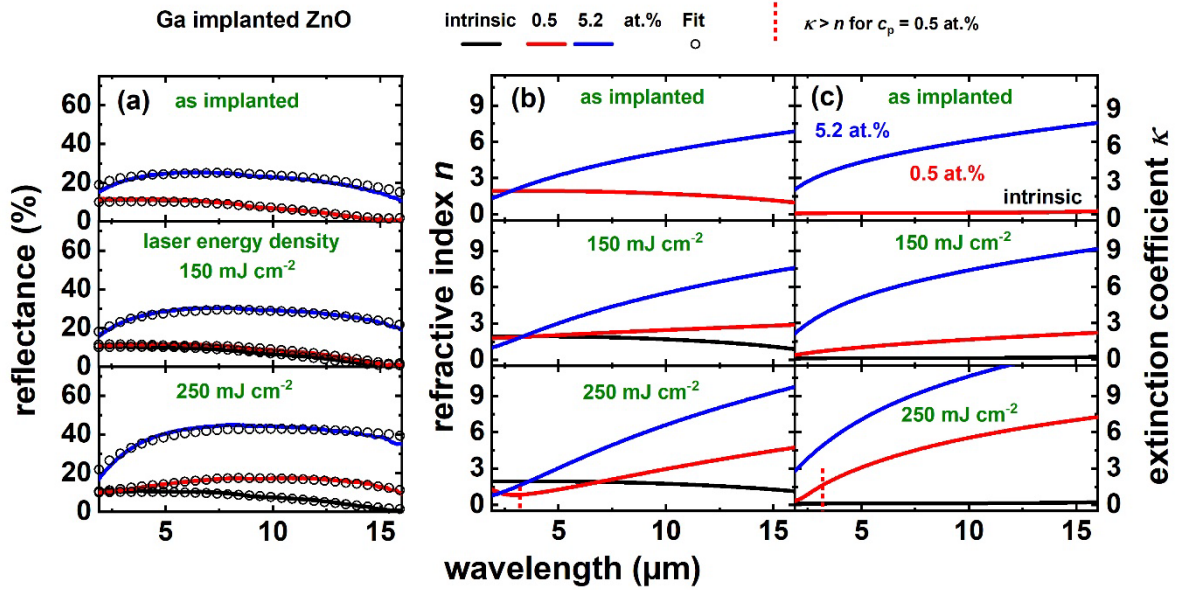 Ga implanted ZnO
intrinsic 0.5 5.2 at.% Fit
κ > n for cₚ = 0.5 at.%
reflectance (%)
(a)
as implanted
60
40
20
0
laser energy density
150 mJ cm⁻²
60
40
20
0
250 mJ cm⁻²
60
40
20
0
5 10 15
refractive index n
(b)
as implanted
9
6
3
0
150 mJ cm⁻²
9
6
3
0
250 mJ cm⁻²
9
6
3
0
5 10 15
(c)
as implanted
5.2 at.%
0.5 at.%
intrinsic
9
6
3
0
150 mJ cm⁻²
9
6
3
0
250 mJ cm⁻²
9
6
3
0
5 10 15
extinction coefficient κ
wavelength (µm)